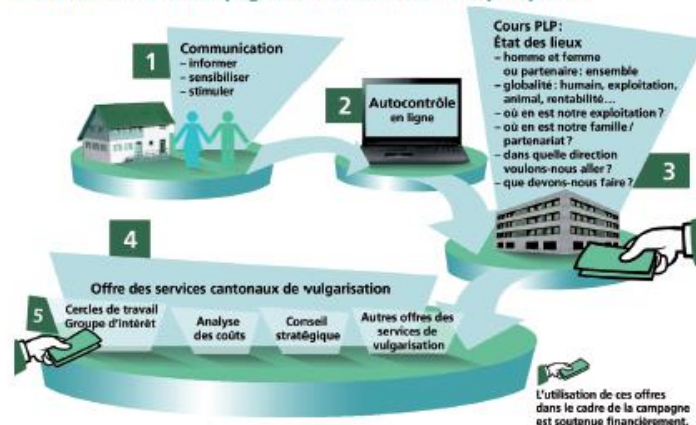 1
Communication
– informer
– sensibiliser
– stimuler
2
Autocontrôle
en ligne
Cours PLP:
État des lieux
– homme et femme
ou partenaire: ensemble
– globalité: humain, exploitation,
animal, rentabilité...
– où en est notre exploitation?
– où en est notre famille/
partenariat?
– dans quelle direction
voulons-nous aller?
– que devons-nous faire?
3
4
Offre des services cantonaux de vulgarisation
5
Cercles de travail
Groupe d'intérêt
Analyse
des coûts
Conseil
stratégique
Autres offres des
services de
vulgarisation
L'utilisation de ces offres
dans le cadre de la campagne
est soutenue financièrement.